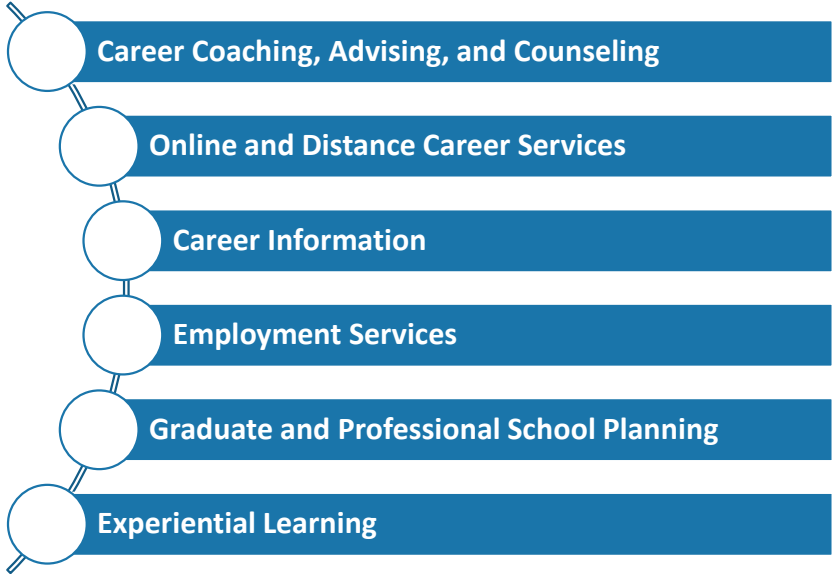 Career Coaching, Advising, and Counseling
Online and Distance Career Services
Career Information
Employment Services
Graduate and Professional School Planning
Experiential Learning